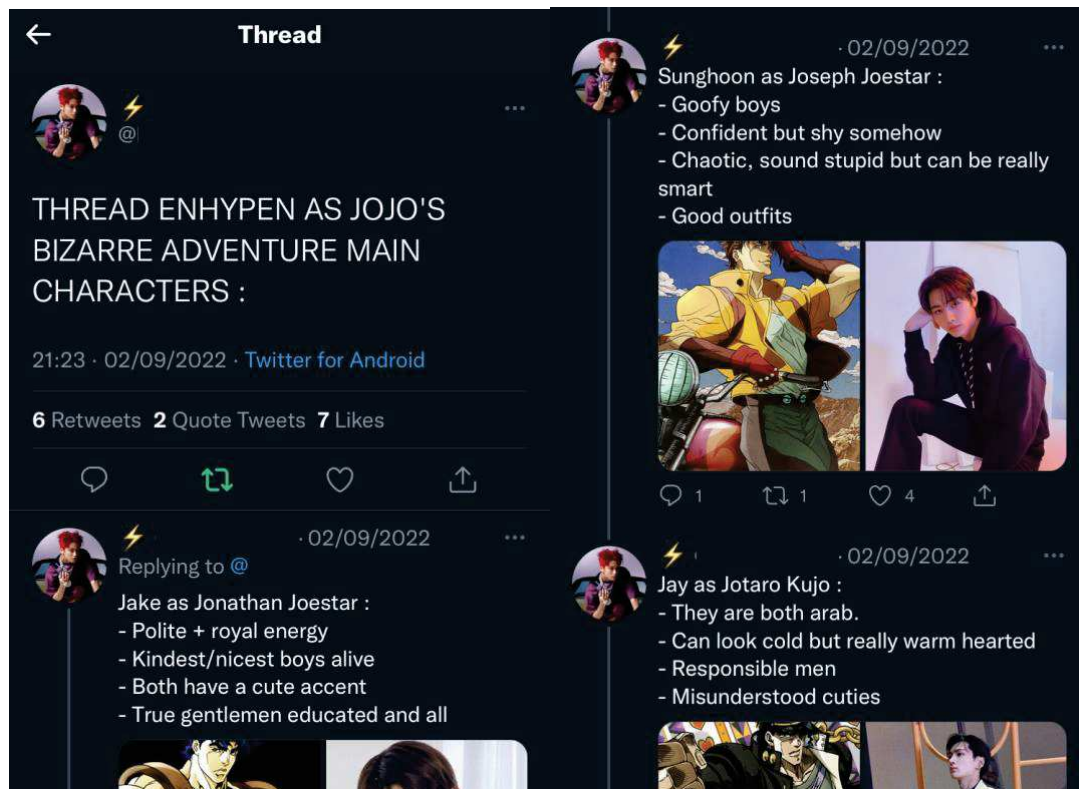 Thread
@
THREAD ENHYPEN AS JOJO'S
BIZARRE ADVENTURE MAIN
CHARACTERS :
21:23 · 02/09/2022 · Twitter for Android
6 Retweets 2 Quote Tweets 7 Likes
· 02/09/2022
Replying to @
Jake as Jonathan Joestar :
- Polite + royal energy
- Kindest/nicest boys alive
- Both have a cute accent
- True gentlemen educated and all
· 02/09/2022
Sunghoon as Joseph Joestar :
- Goofy boys
- Confident but shy somehow
- Chaotic, sound stupid but can be really
smart
- Good outfits
1 1 4
· 02/09/2022
Jay as Jotaro Kujo :
- They are both arab.
- Can look cold but really warm hearted
- Responsible men
- Misunderstood cuties